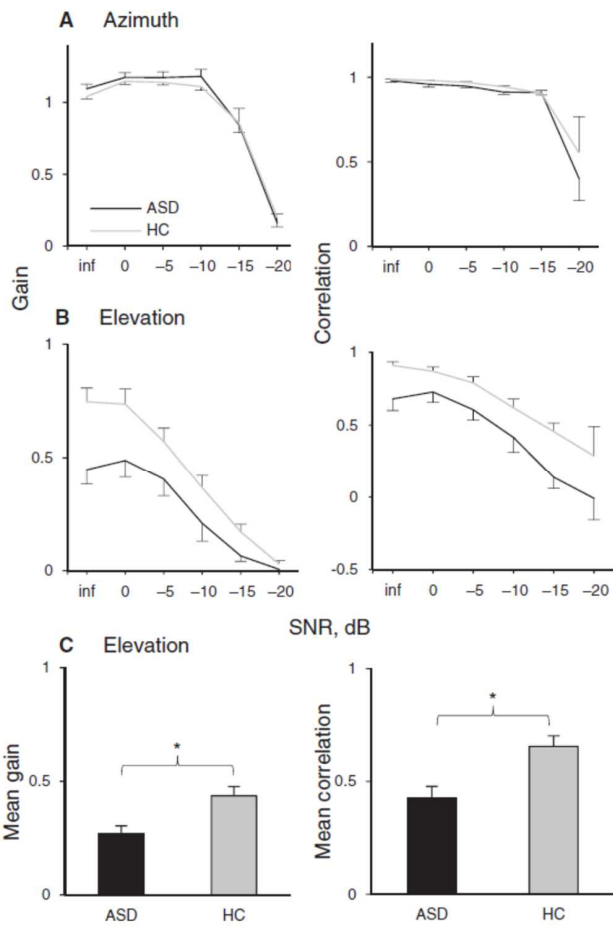 A Azimuth
Gain
1
0.5
0
ASD
HC
inf 0 –5 –10 –15 –20
Correlation
1
0.5
0
inf 0 –5 –10 –15 –20
B Elevation
1
0.5
0
inf 0 –5 –10 –15 –20
1
0.5
0
-0.5
inf 0 –5 –10 –15 –20
SNR, dB
C Elevation
Mean gain
1
0.5
0
*
ASD HC
Mean correlation
1
0.5
0
*
ASD HC